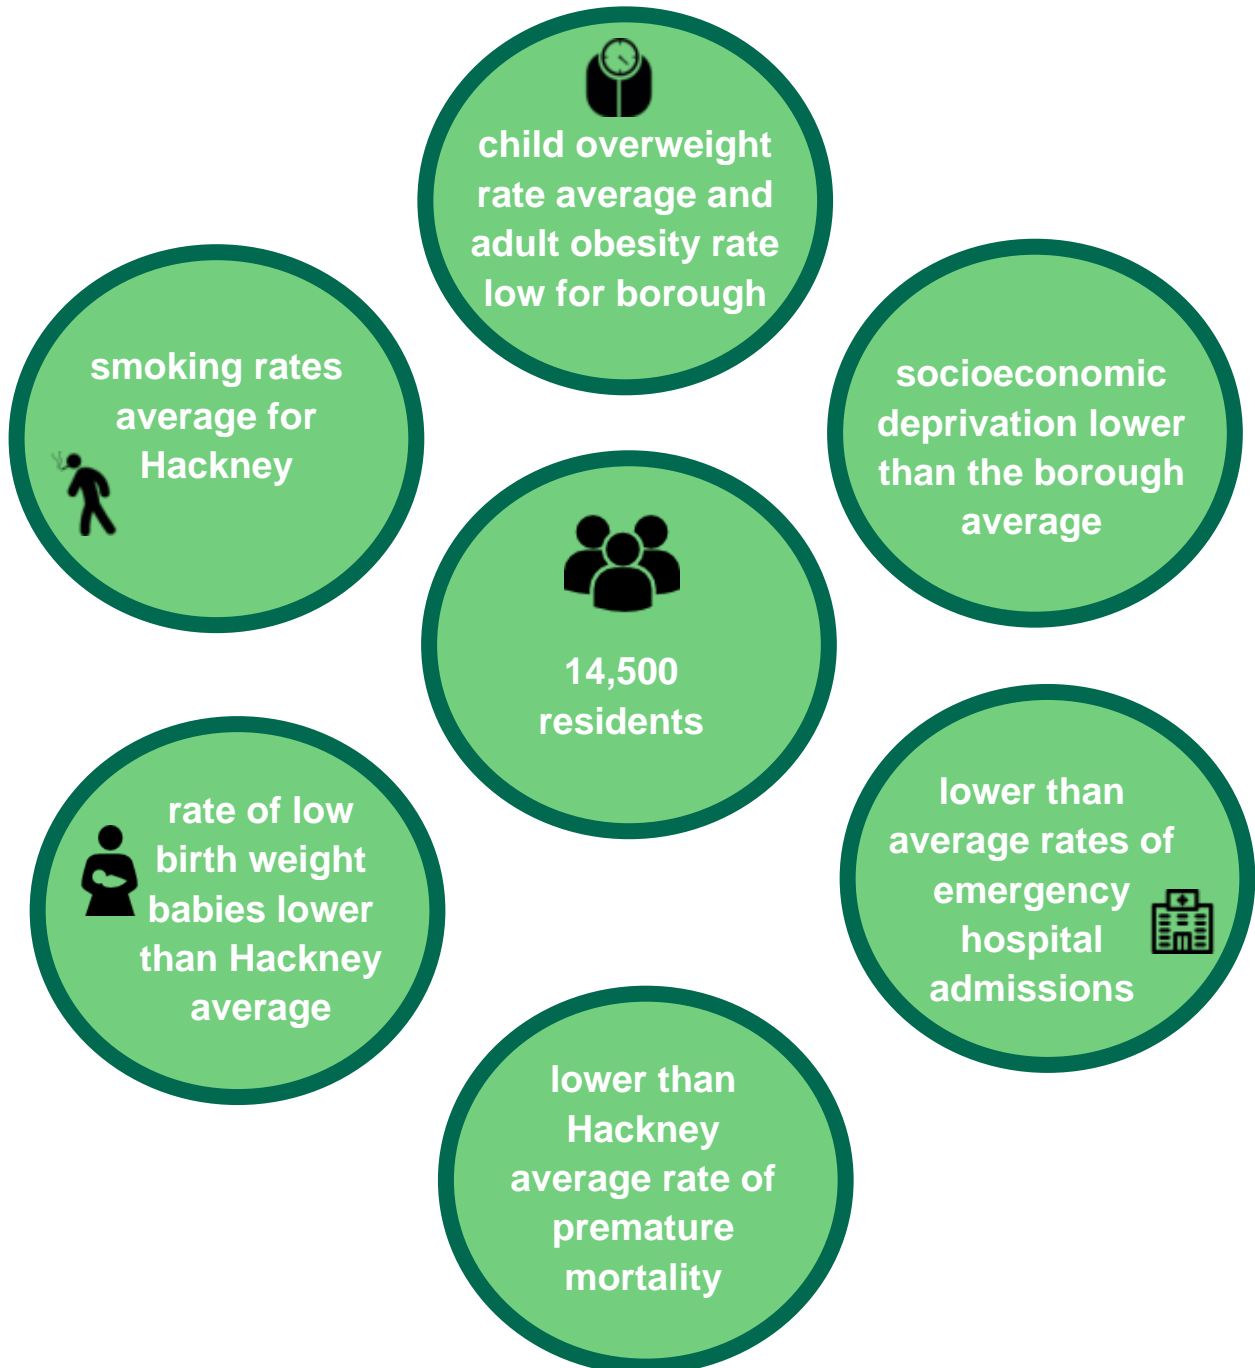 child overweight
rate average and
adult obesity rate
low for borough
smoking rates
average for
Hackney
socioeconomic
deprivation lower
than the borough
average
14,500
residents
rate of low
birth weight
babies lower
than Hackney
average
lower than
average rates of
emergency
hospital
admissions
lower than
Hackney
average rate of
premature
mortality